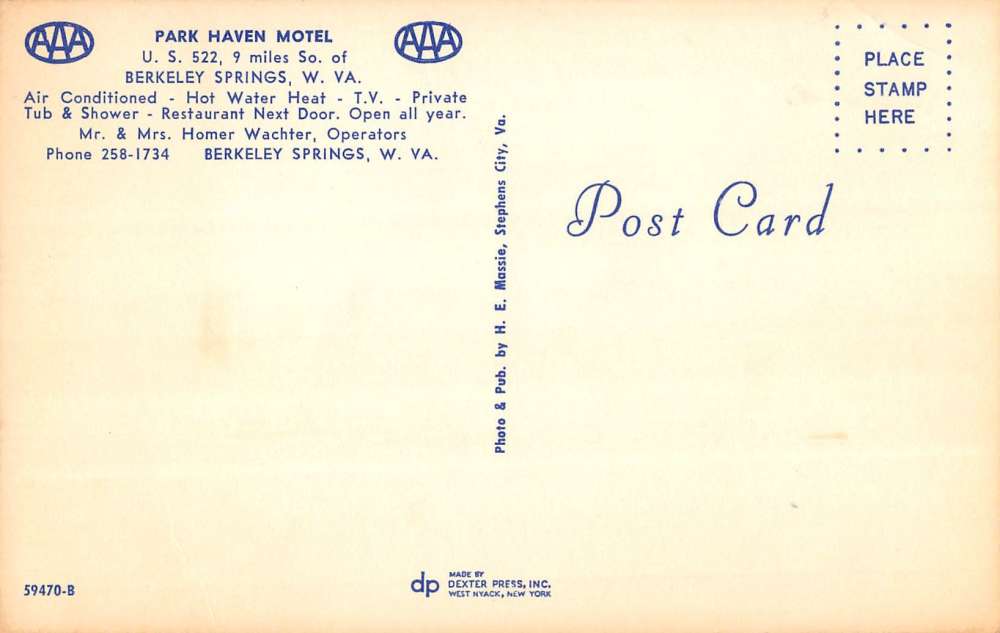 AAA PARK HAVEN MOTEL AAA
U. S. 522, 9 miles So. of
BERKELEY SPRINGS, W. VA.
Air Conditioned - Hot Water Heat - T.V. - Private
Tub & Shower - Restaurant Next Door. Open all year.
Mr. & Mrs. Homer Wachter, Operators
Phone 258-1734 BERKELEY SPRINGS, W. VA.
Photo & Pub. by H. E. Massie, Stephens City, Va.
PLACE
STAMP
HERE
Post Card
59470-B
dp
MADE BY
DEXTER PRESS, INC.
WEST NYACK, NEW YORK